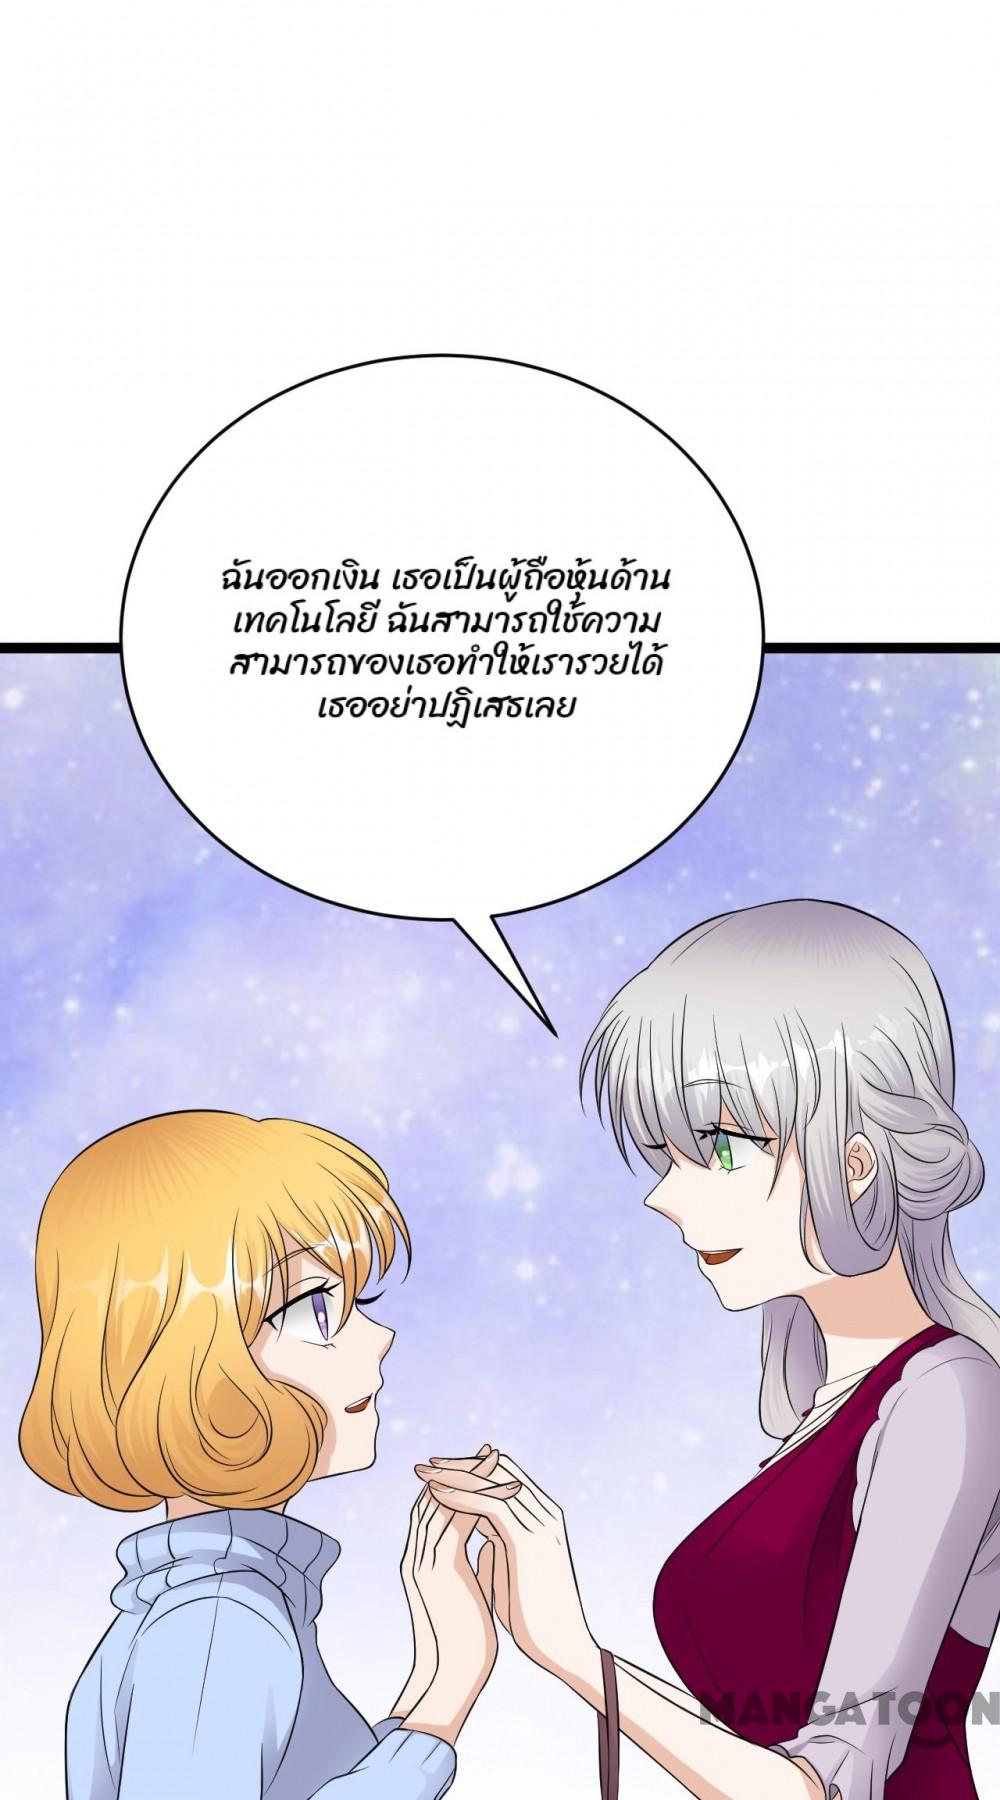 ฉันออกเงิน เธอเป็นผู้ถือหุ้นด้าน
เทคโนโลยี ฉันสามารถใช้ความ
สามารถของเธอทำให้เรารวยได้
เธออย่าปฏิเสธเลย
MANGATOON